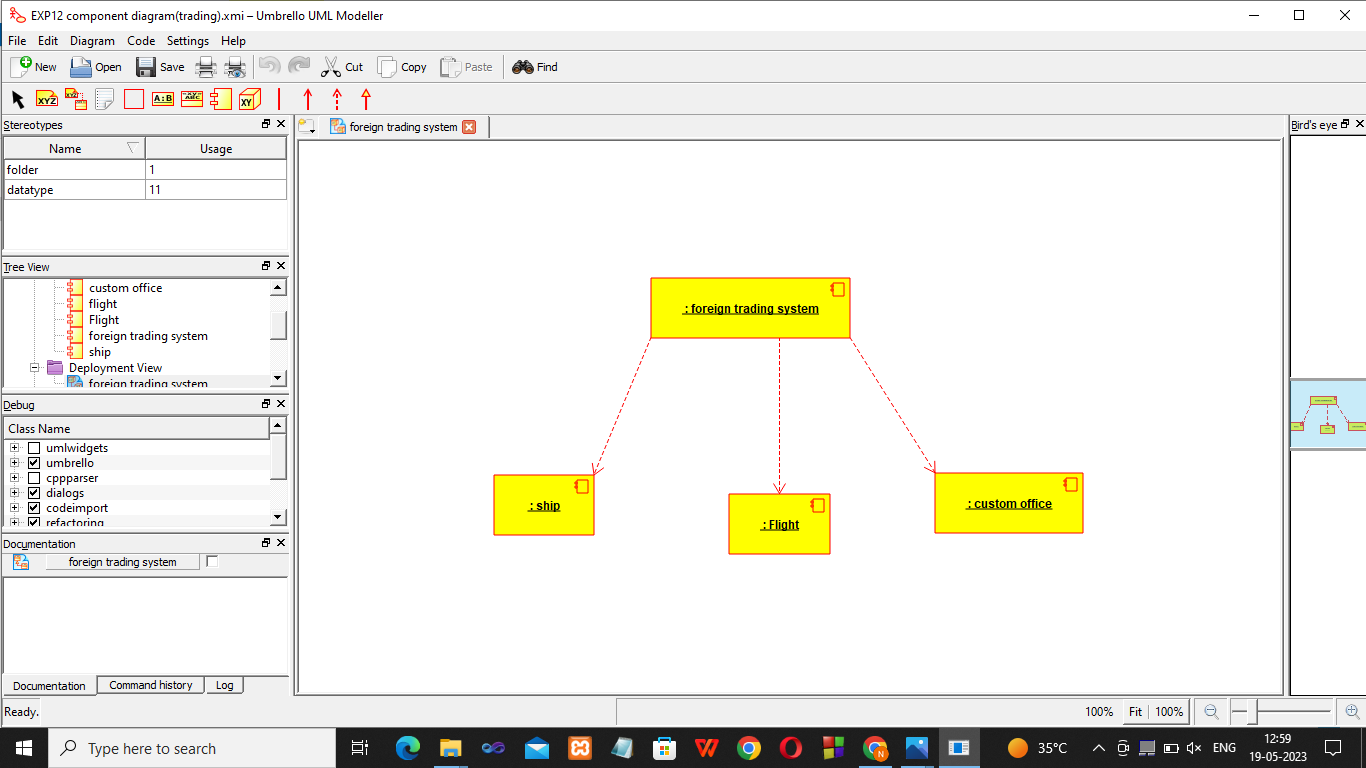 EXP12 component diagram(trading).xmi – Umbrello UML Modeller
File Edit Diagram Code Settings Help
New Open Save Cut Copy Paste Find
XYZ A:B XY
Stereotypes
Name Usage
folder 1
datatype 11
Tree View
custom office
flight
Flight
foreign trading system
ship
Deployment View
foreign trading system
Debug
Class Name
umlwidgets
umbrello
cppparser
dialogs
codeimport
refactoring
Documentation
foreign trading system
Documentation Command history Log
foreign trading system
: foreign trading system
: ship
: Flight
: custom office
Bird's eye
Ready.
100% Fit 100%
Type here to search
35°C
ENG
12:59
19-05-2023